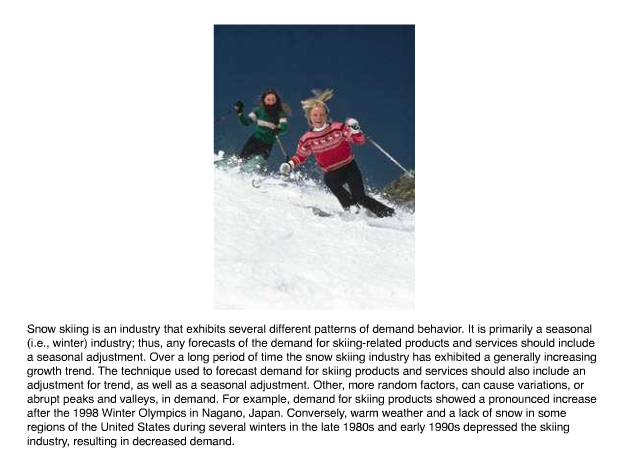 Snow skiing is an industry that exhibits several different patterns of demand behavior. It is primarily a seasonal
(i.e., winter) industry; thus, any forecasts of the demand for skiing-related products and services should include
a seasonal adjustment. Over a long period of time the snow skiing industry has exhibited a generally increasing
growth trend. The technique used to forecast demand for skiing products and services should also include an
adjustment for trend, as well as a seasonal adjustment. Other, more random factors, can cause variations, or
abrupt peaks and valleys, in demand. For example, demand for skiing products showed a pronounced increase
after the 1998 Winter Olympics in Nagano, Japan. Conversely, warm weather and a lack of snow in some
regions of the United States during several winters in the late 1980s and early 1990s depressed the skiing
industry, resulting in decreased demand.